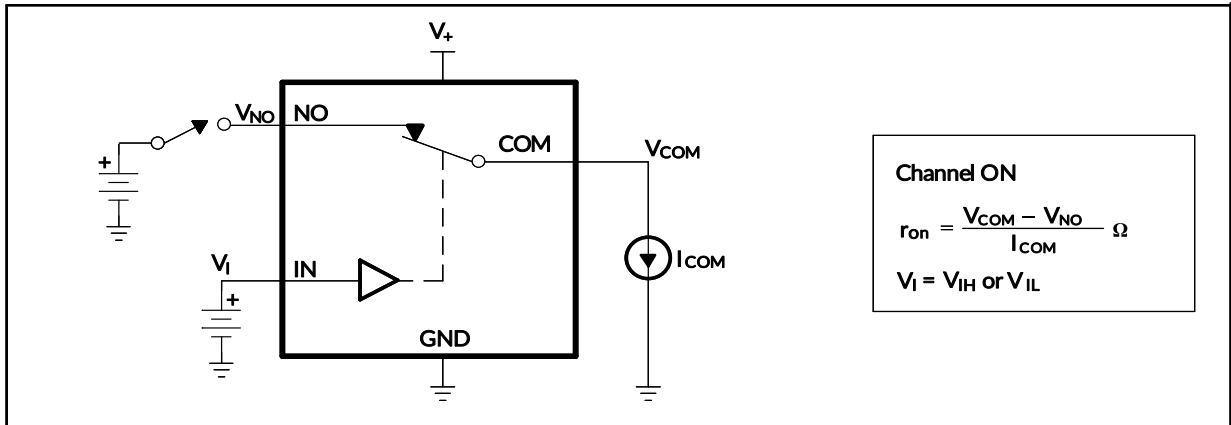 V+
VNO NO
COM VCOM
+
VI IN
+
ICOM
GND
Channel ON
ron = VCOM – VNO / ICOM Ω
VI = VIH or VIL